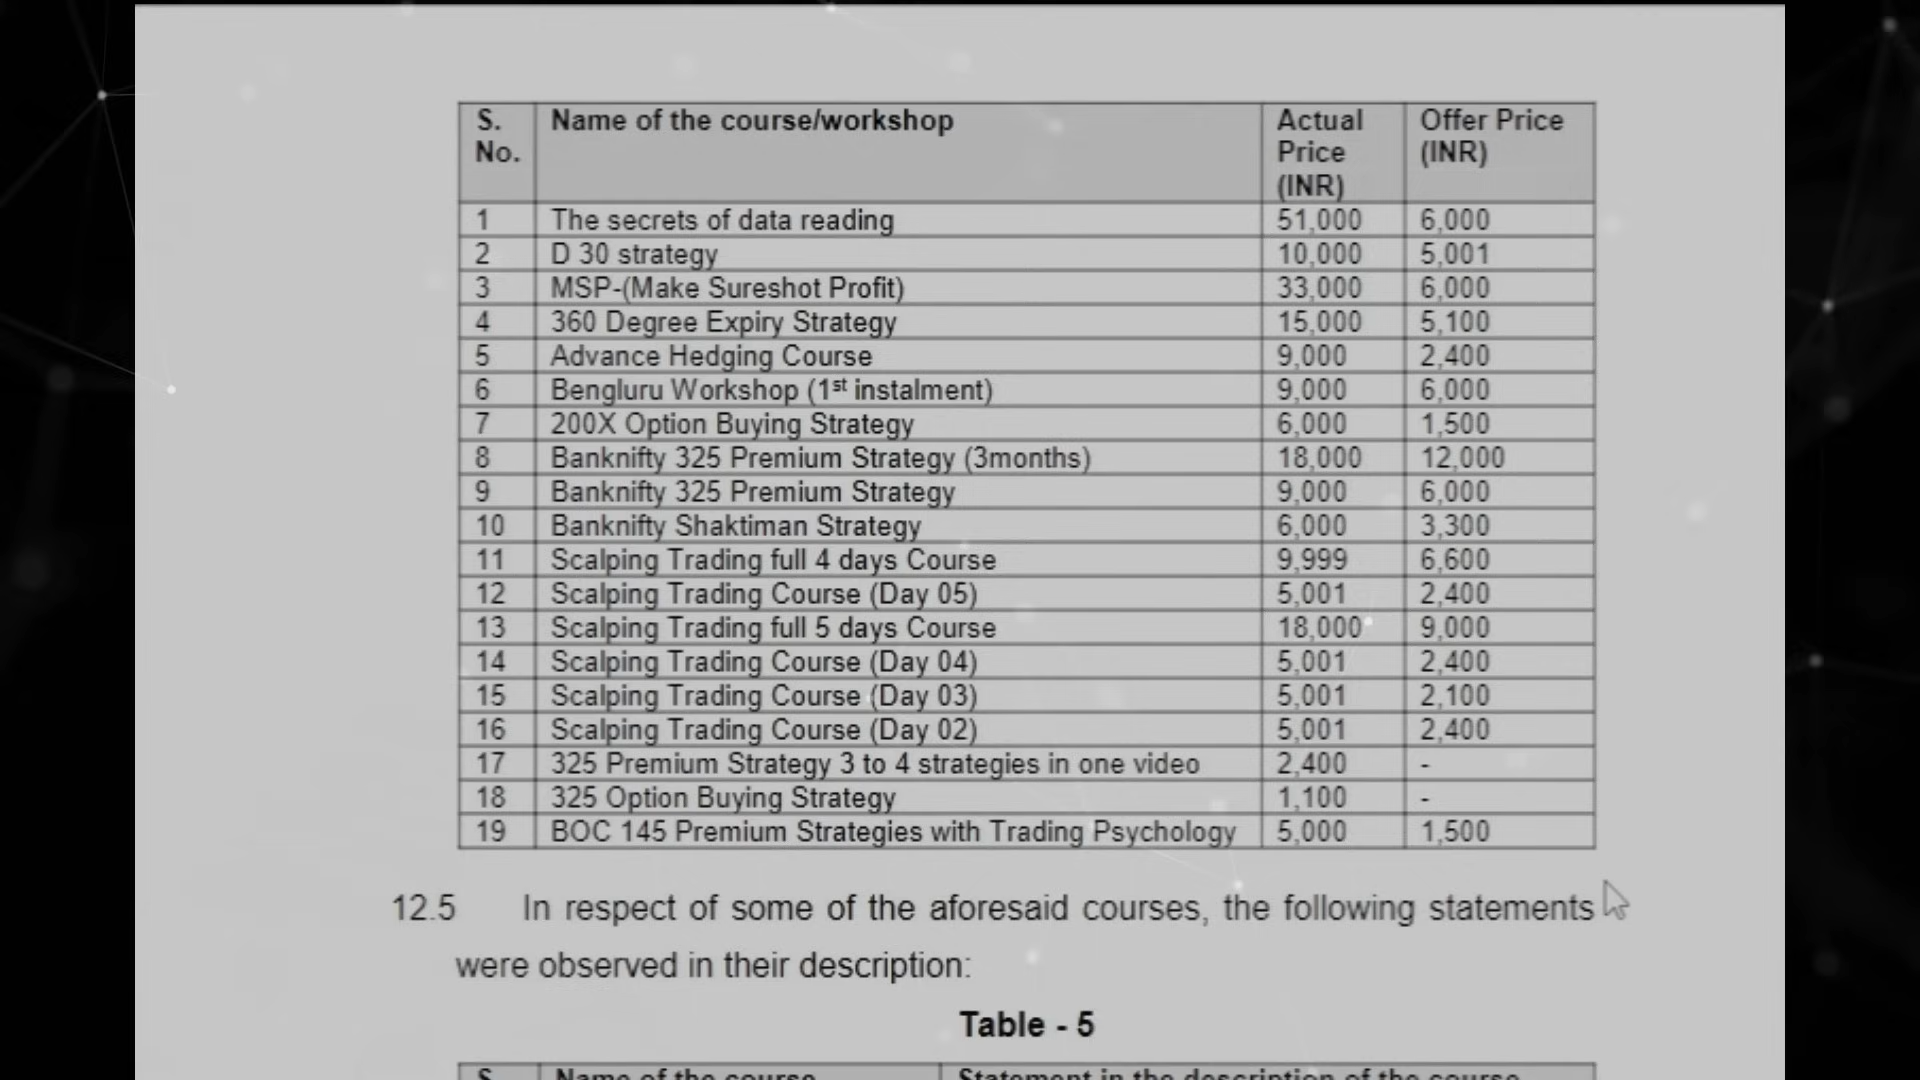 S. No. Name of the course/workshop Actual Price (INR) Offer Price (INR)
1 The secrets of data reading 51,000 6,000
2 D 30 strategy 10,000 5,001
3 MSP-(Make Sureshot Profit) 33,000 6,000
4 360 Degree Expiry Strategy 15,000 5,100
5 Advance Hedging Course 9,000 2,400
6 Bengluru Workshop (1st instalment) 9,000 6,000
7 200X Option Buying Strategy 6,000 1,500
8 Banknifty 325 Premium Strategy (3months) 18,000 12,000
9 Banknifty 325 Premium Strategy 9,000 6,000
10 Banknifty Shaktiman Strategy 6,000 3,300
11 Scalping Trading full 4 days Course 9,999 6,600
12 Scalping Trading Course (Day 05) 5,001 2,400
13 Scalping Trading full 5 days Course 18,000 9,000
14 Scalping Trading Course (Day 04) 5,001 2,400
15 Scalping Trading Course (Day 03) 5,001 2,100
16 Scalping Trading Course (Day 02) 5,001 2,400
17 325 Premium Strategy 3 to 4 strategies in one video 2,400 -
18 325 Option Buying Strategy 1,100 -
19 BOC 145 Premium Strategies with Trading Psychology 5,000 1,500
12.5 In respect of some of the aforesaid courses, the following statements
were observed in their description:
Table - 5
S. Name of the course Statement in the description of the course